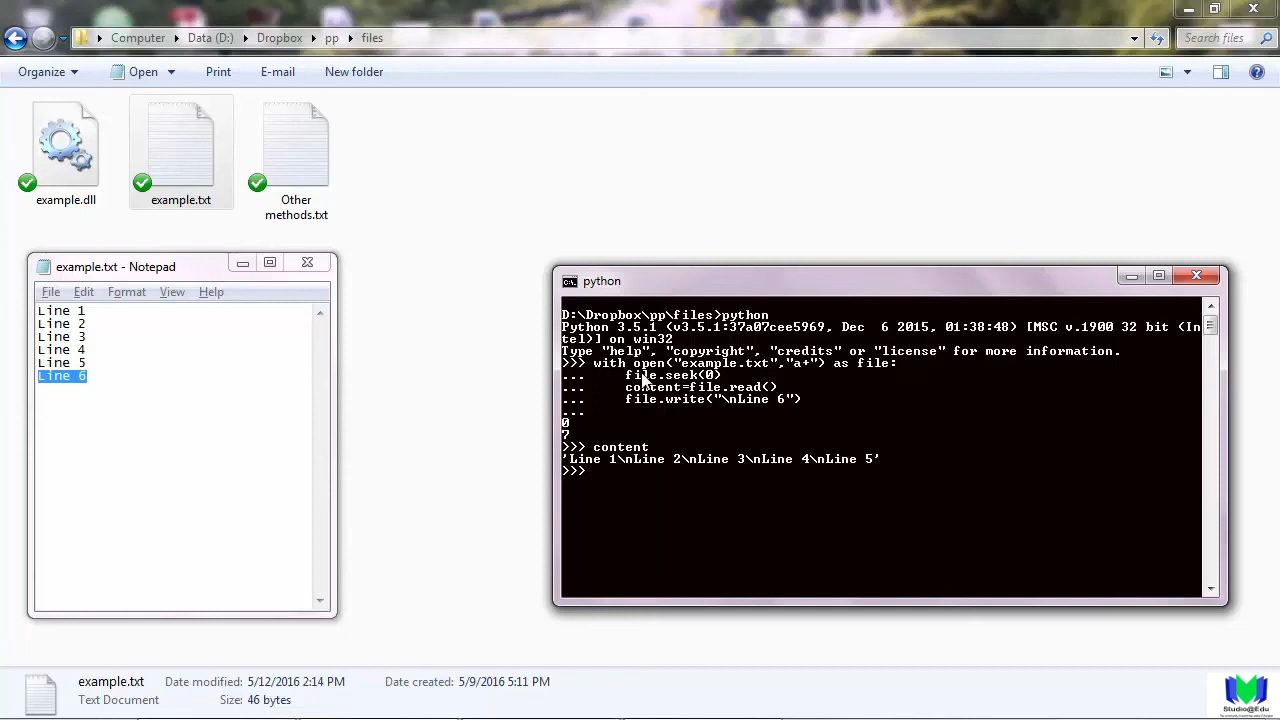 Computer ▸ Data (D:) ▸ Dropbox ▸ pp ▸ files
Search files
Organize Open Print E-mail New folder
example.dll
example.txt
Other
methods.txt
example.txt - Notepad
File Edit Format View Help
Line 1
Line 2
Line 3
Line 4
Line 5
Line 6
python
D:\Dropbox\pp\files>python
Python 3.5.1 (v3.5.1:37a07cee5969, Dec  6 2015, 01:38:48) [MSC v.1900 32 bit (In
tel)] on win32
Type "help", "copyright", "credits" or "license" for more information.
>>> with open("example.txt","a+") as file:
...     file.seek(0)
...     content=file.read()
...     file.write("\nLine 6")
...
0
7
>>> content
'Line 1\nLine 2\nLine 3\nLine 4\nLine 5'
>>>
example.txt Date modified: 5/12/2016 2:14 PM Date created: 5/9/2016 5:11 PM
Text Document Size: 46 bytes
Studio@Edu